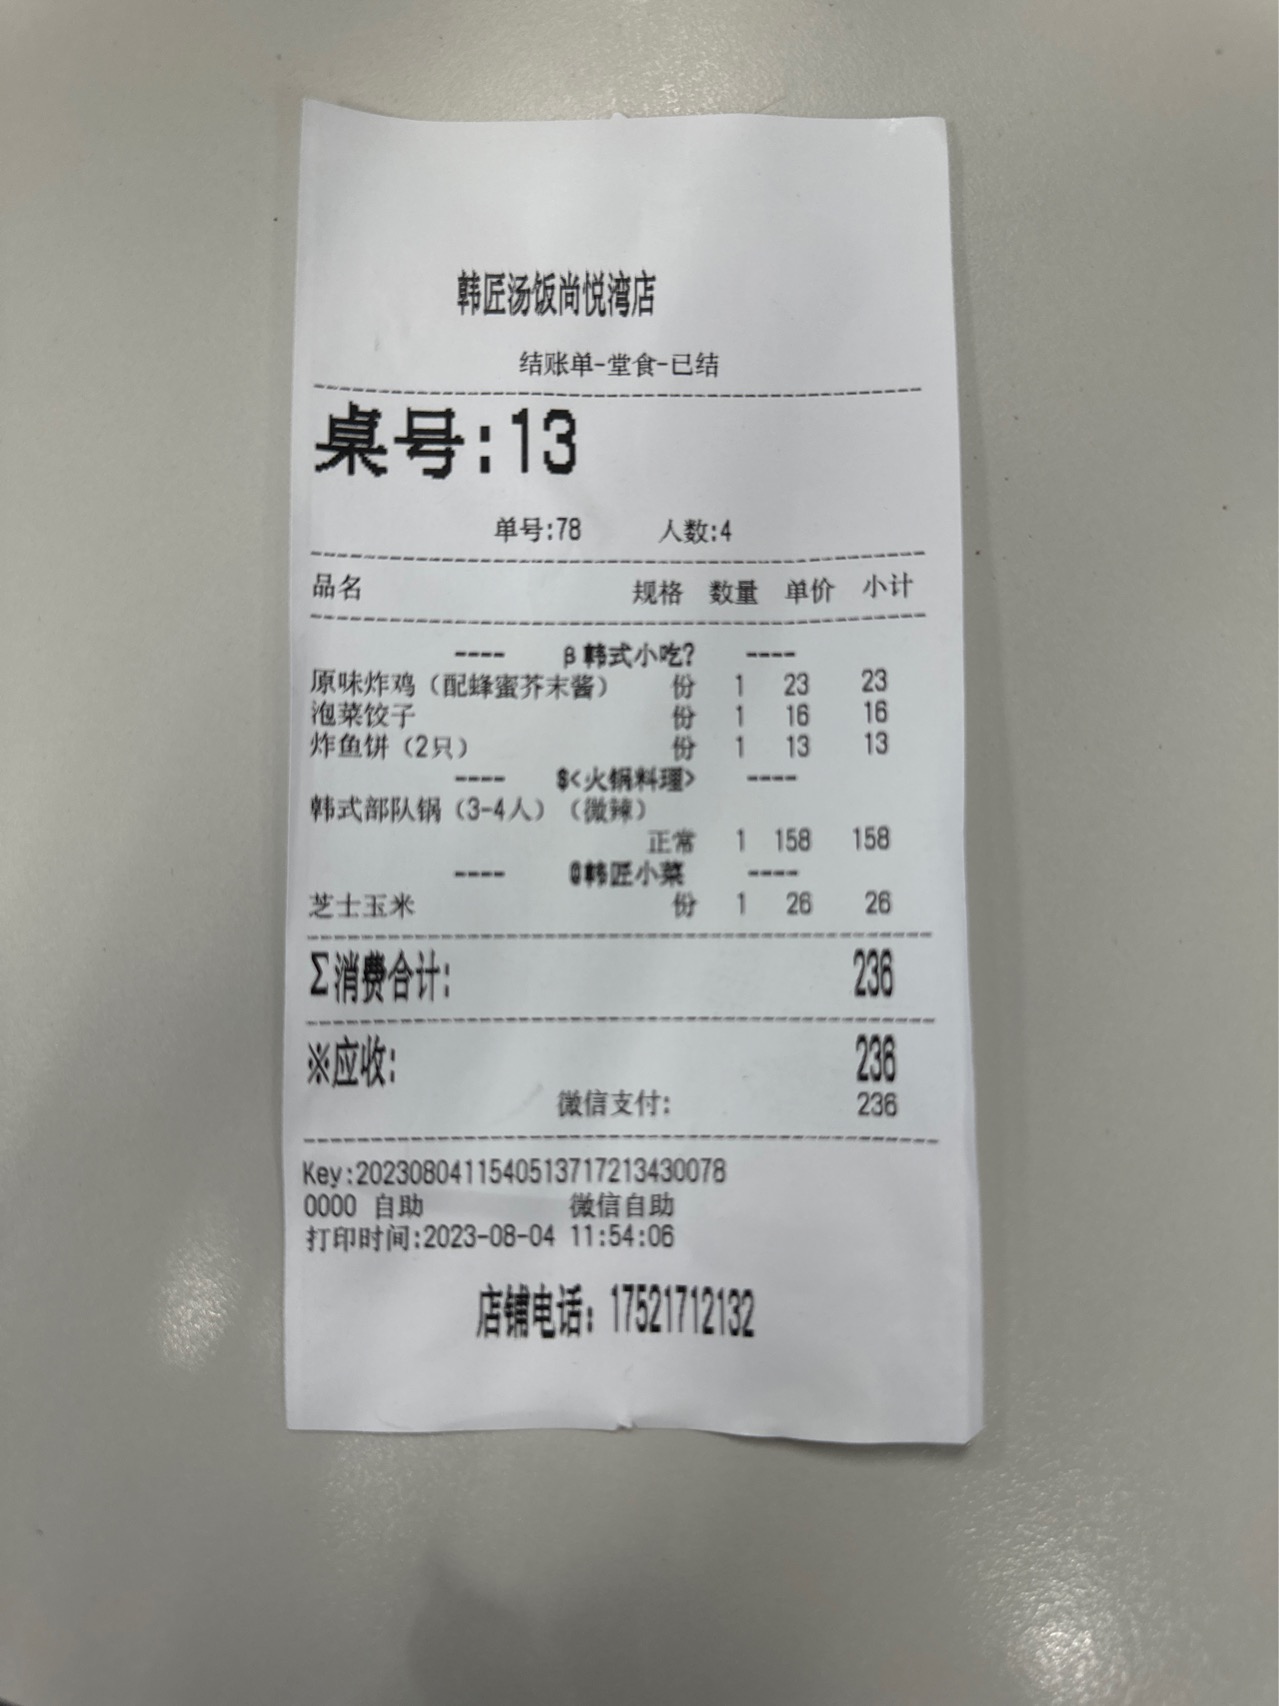 韩匠汤饭尚悦湾店
结账单-堂食-已结
桌号:13
单号:78 人数:4
品名 规格 数量 单价 小计
---- β韩式小吃? ----
原味炸鸡（配蜂蜜芥末酱） 份 1 23 23
泡菜饺子 份 1 16 16
炸鱼饼（2只） 份 1 13 13
---- $<火锅料理> ----
韩式部队锅（3-4人）（微辣）
正常 1 158 158
---- @韩匠小菜 ----
芝士玉米 份 1 26 26
Σ消费合计: 236
※应收: 236
微信支付: 236
Key:2023080411540513717213430078
0000 自助 微信自助
打印时间:2023-08-04 11:54:06
店铺电话: 17521712132